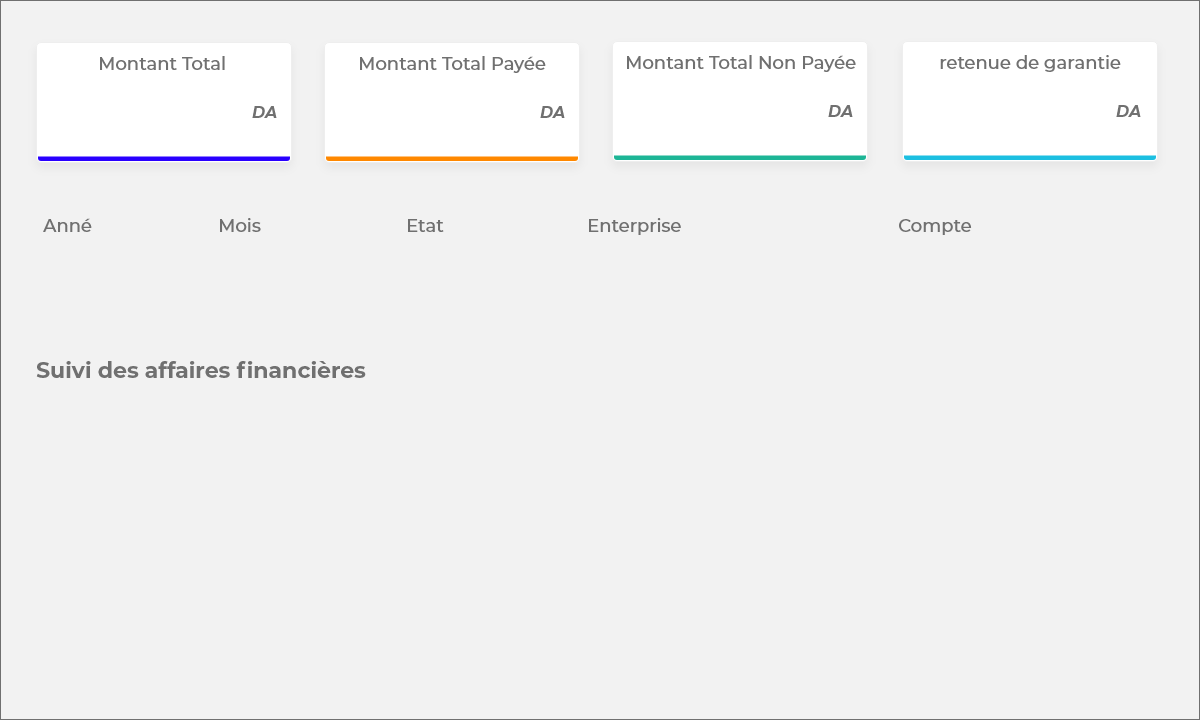 Montant Total
DA
Montant Total Payée
DA
Montant Total Non Payée
DA
retenue de garantie
DA
Anné
Mois
Etat
Enterprise
Compte
Suivi des affaires financières